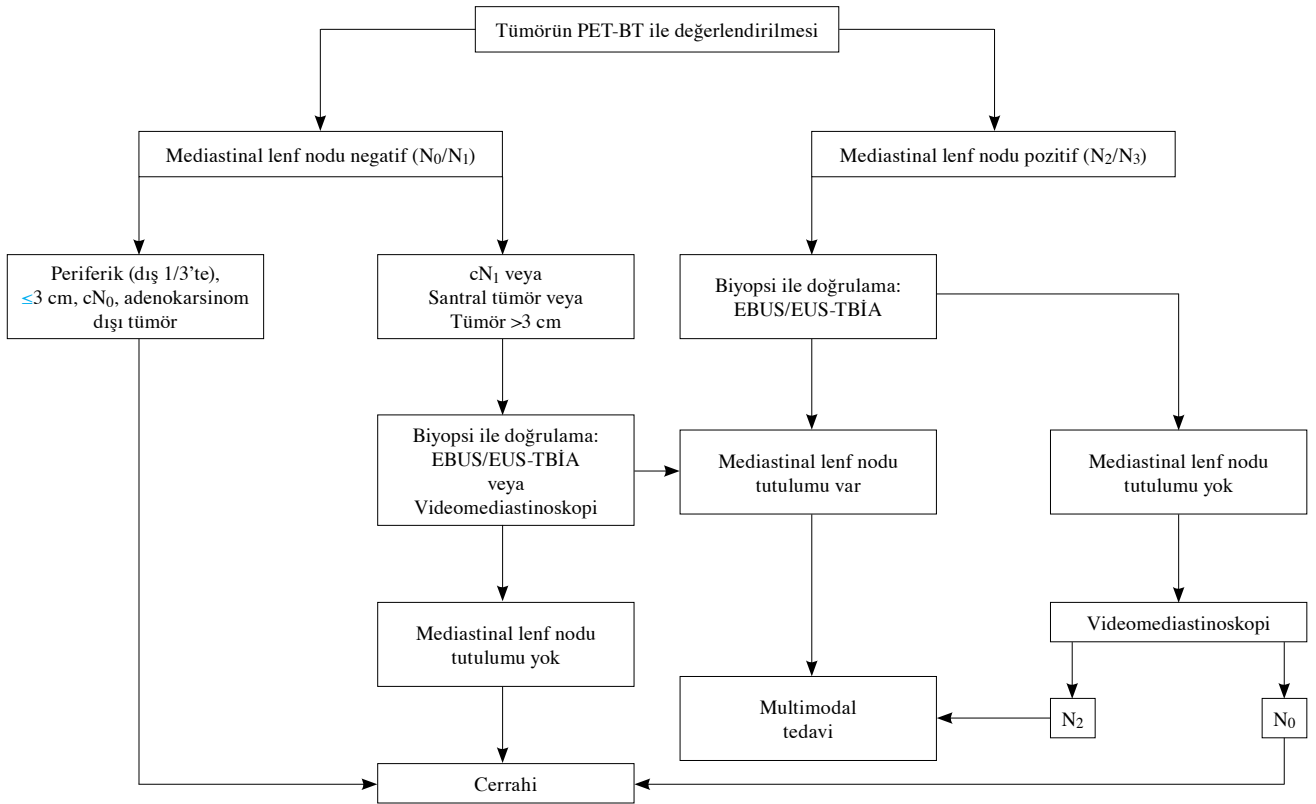 Tümörün PET-BT ile değerlendirilmesi
Mediastinal lenf nodu negatif (N0/N1)
Mediastinal lenf nodu pozitif (N2/N3)
Periferik (dış 1/3’te),
≤3 cm, cN0, adenokarsinom
dışı tümör
cN1 veya
Santral tümör veya
Tümör >3 cm
Biyopsi ile doğrulama:
EBUS/EUS-TBİA
Biyopsi ile doğrulama:
EBUS/EUS-TBİA
veya
Videomediastinoskopi
Mediastinal lenf nodu
tutulumu var
Mediastinal lenf nodu
tutulumu yok
Mediastinal lenf nodu
tutulumu yok
Videomediastinoskopi
Multimodal
tedavi
N2
N0
Cerrahi